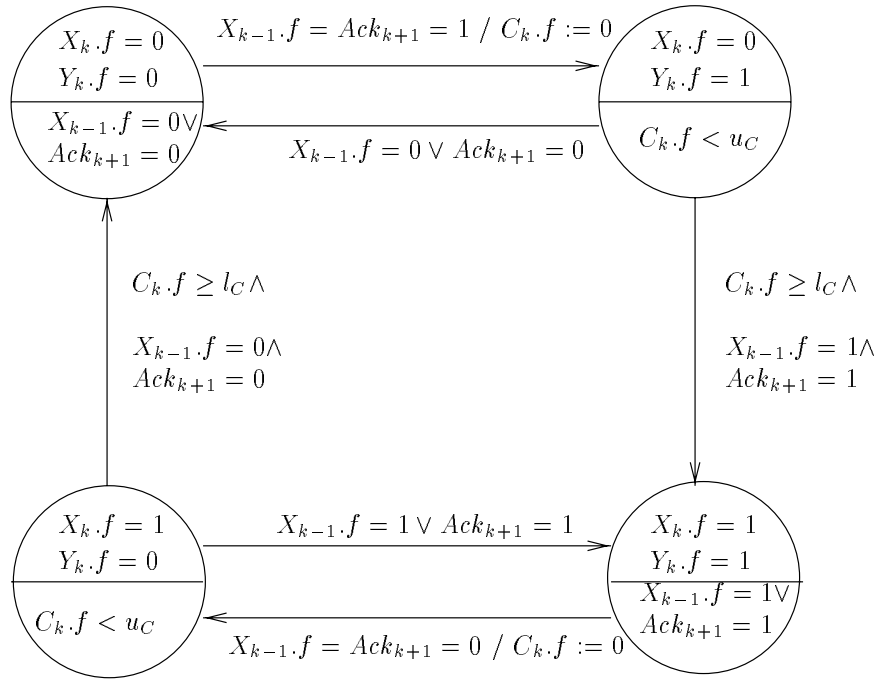 X_k.f = 0
Y_k.f = 0
X_{k−1}.f = 0∨
Ack_{k+1} = 0
X_{k−1}.f = Ack_{k+1} = 1 / C_k.f := 0
X_k.f = 0
Y_k.f = 1
C_k.f < u_C
X_{k−1}.f = 0 ∨ Ack_{k+1} = 0
C_k.f ≥ l_C ∧
X_{k−1}.f = 0∧
Ack_{k+1} = 0
C_k.f ≥ l_C ∧
X_{k−1}.f = 1∧
Ack_{k+1} = 1
X_k.f = 1
Y_k.f = 0
C_k.f < u_C
X_{k−1}.f = 1 ∨ Ack_{k+1} = 1
X_k.f = 1
Y_k.f = 1
X_{k−1}.f = 1∨
Ack_{k+1} = 1
X_{k−1}.f = Ack_{k+1} = 0 / C_k.f := 0